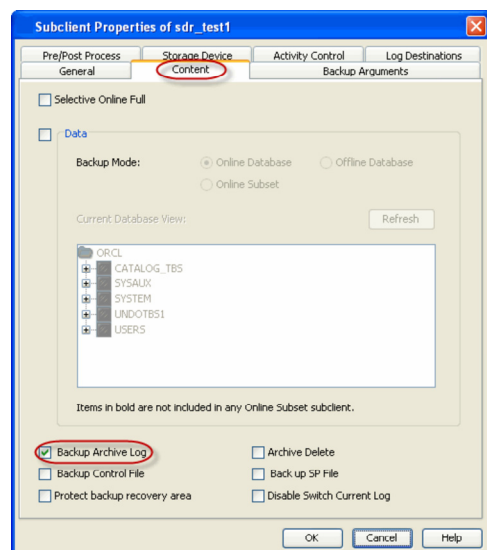 Subclient Properties of sdr_test1
Pre/Post Process Storage Device Activity Control Log Destinations
General Content Backup Arguments
Selective Online Full
Data
Backup Mode: Online Database Offline Database
Online Subset
Current Database View: Refresh
ORCL
CATALOG_TBS
SYSAUX
SYSTEM
UNDOTBS1
USERS
Items in bold are not included in any Online Subset subclient.
Backup Archive Log Archive Delete
Backup Control File Back up SP File
Protect backup recovery area Disable Switch Current Log
OK Cancel Help